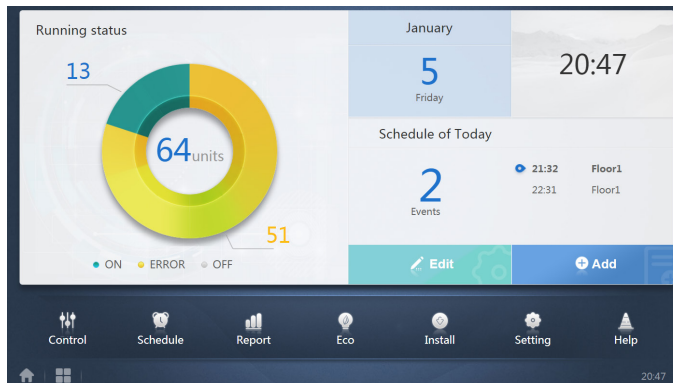 Running status
13
64units
51
ON ERROR OFF
January
5
Friday
20:47
Schedule of Today
2
Events
21:32 Floor1
22:31 Floor1
Edit
Add
Control Schedule Report Eco Install Setting Help
20:47